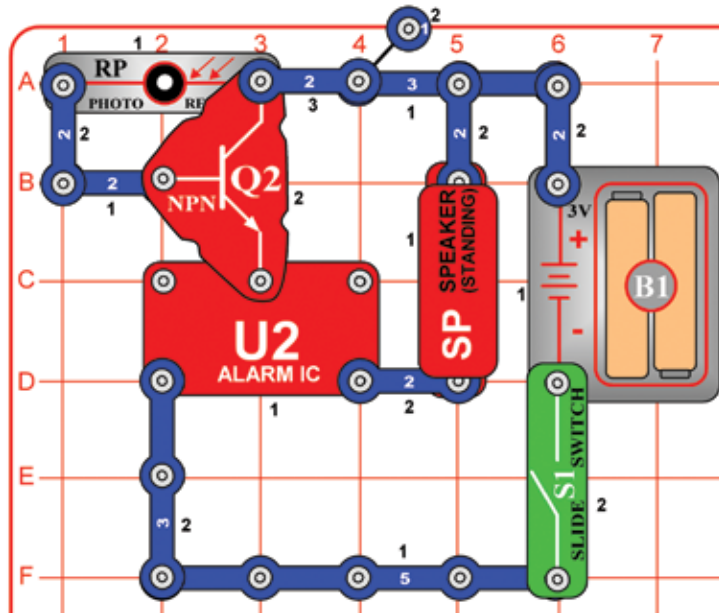 1 2 3 4 5 6 7
2
1
1
A
RP
PHOTO RE
2
3
3
1
2
2
2
2
2
2
B
2
1
Q2
NPN
2
3V
+
-
B1
1
C
U2
ALARM IC
1
SP SPEAKER
(STANDING)
1
D
2
2
E
3
2
S1
SLIDE SWITCH
2
F
1
5